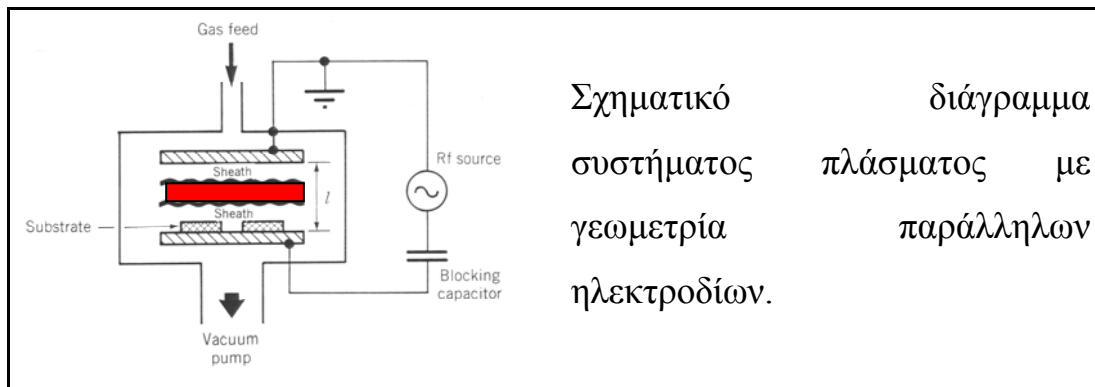 Gas feed
Sheath
l
Rf source
Sheath
Substrate
Blocking
capacitor
Vacuum
pump
Σχηματικό διάγραμμα
συστήματος πλάσματος με
γεωμετρία παράλληλων
ηλεκτροδίων.